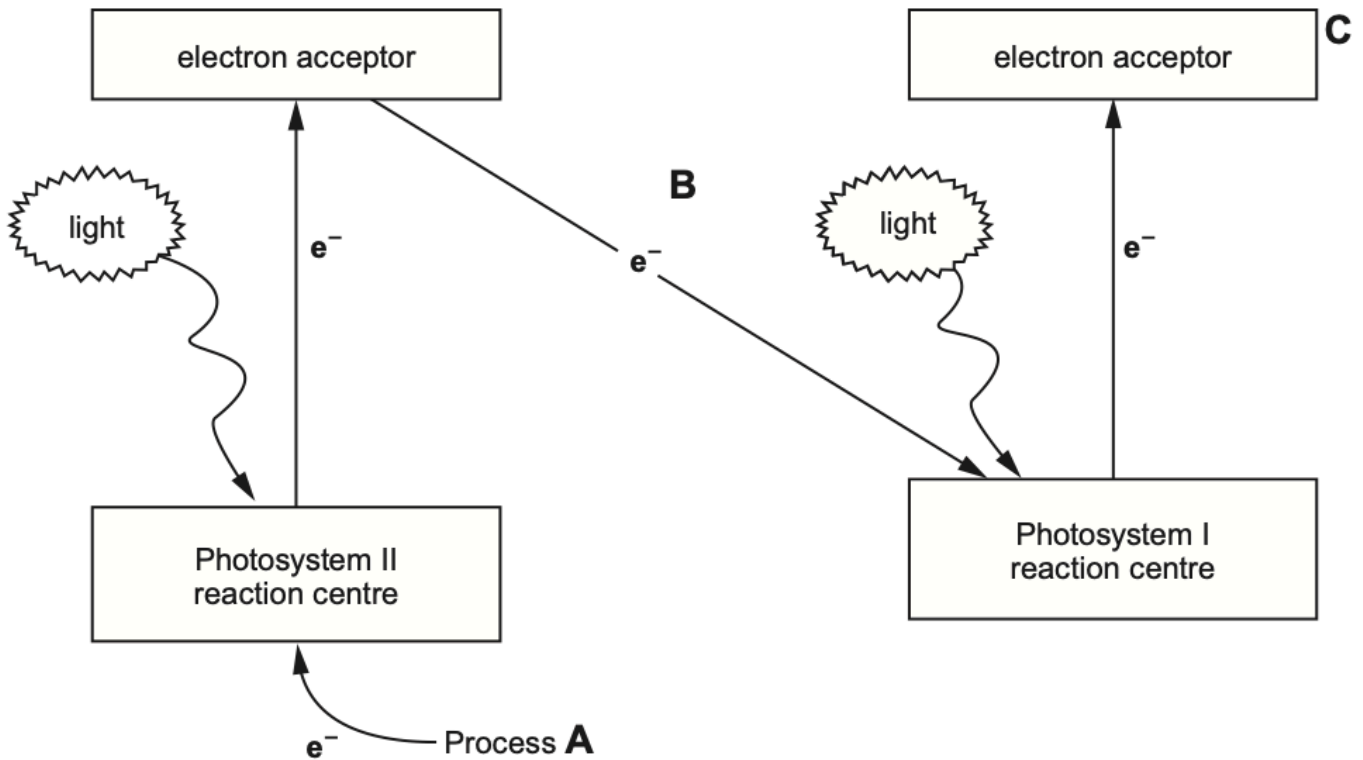 electron acceptor
electron acceptor
C
light
e⁻
B
e⁻
light
e⁻
Photosystem II
reaction centre
Photosystem I
reaction centre
e⁻
Process A